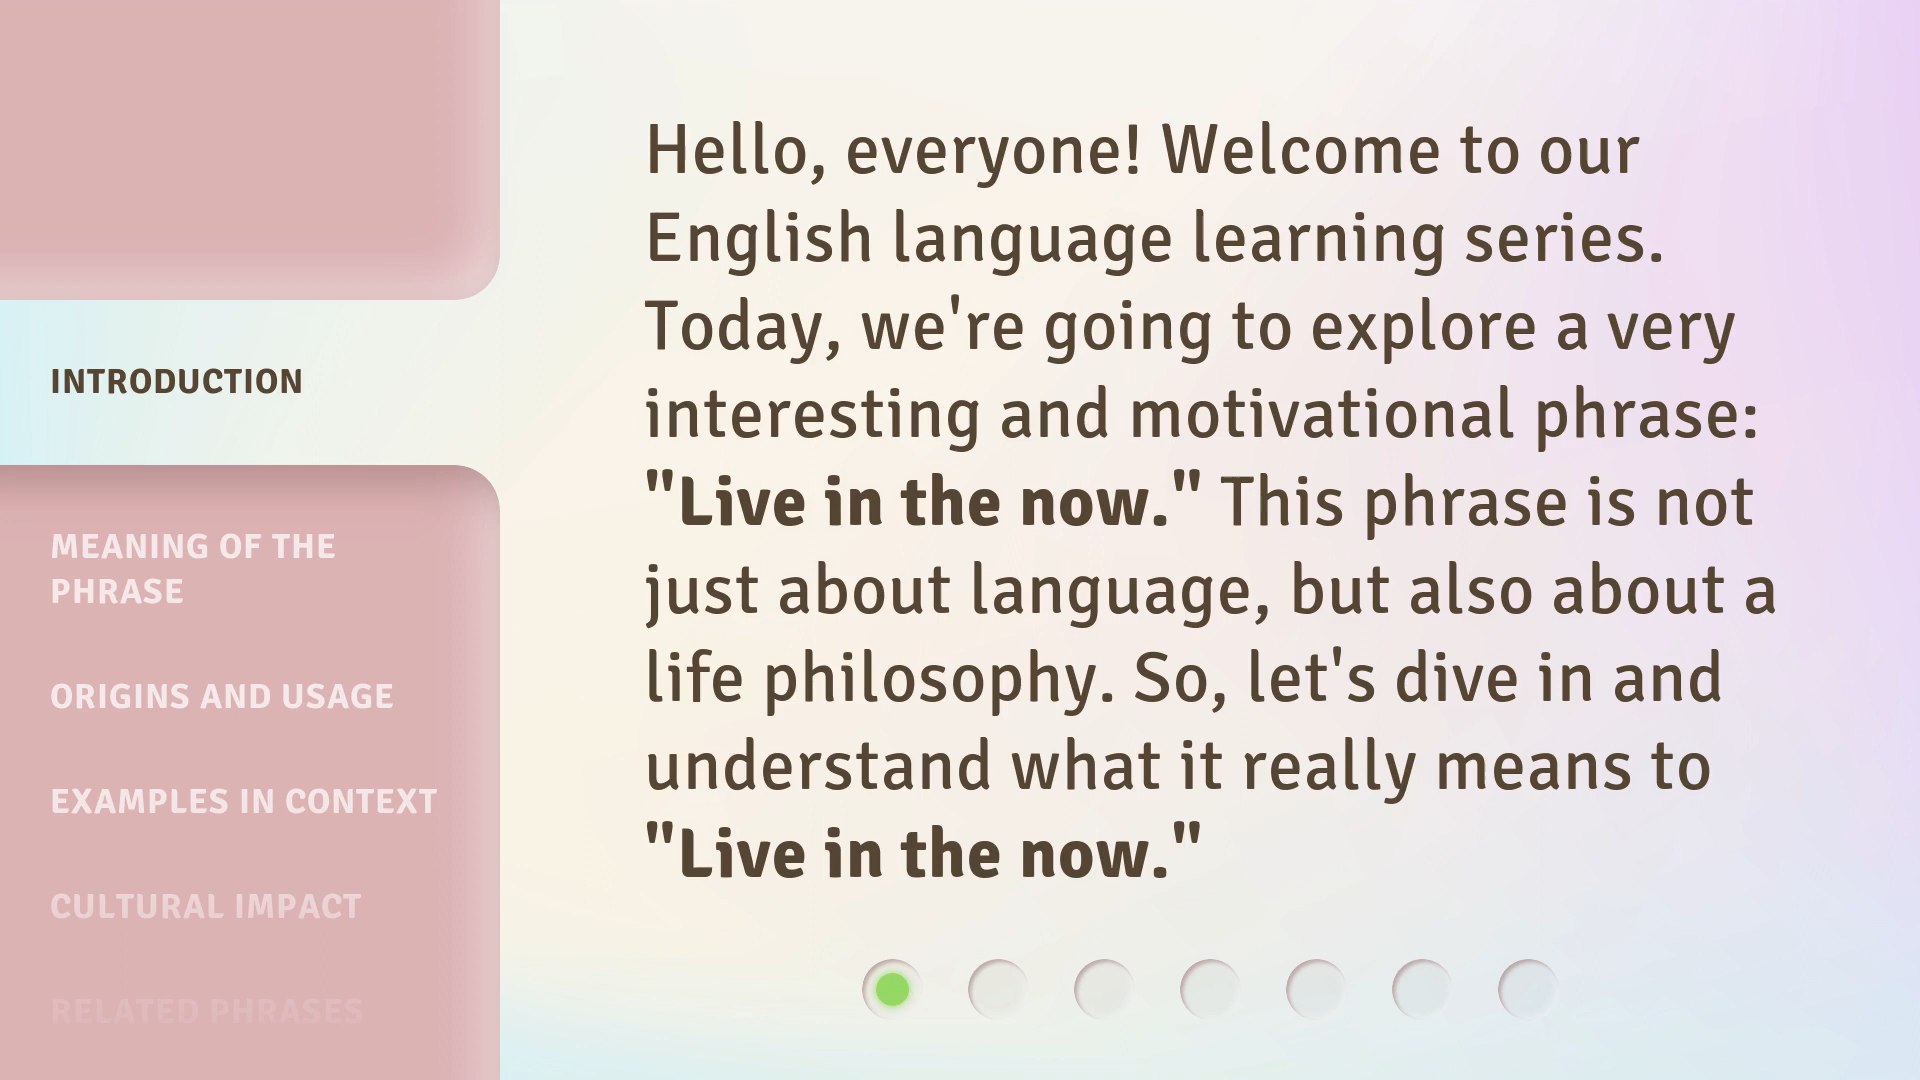 INTRODUCTION
MEANING OF THE
PHRASE
ORIGINS AND USAGE
EXAMPLES IN CONTEXT
CULTURAL IMPACT
RELATED PHRASES
Hello, everyone! Welcome to our
English language learning series.
Today, we're going to explore a very
interesting and motivational phrase:
"Live in the now." This phrase is not
just about language, but also about a
life philosophy. So, let's dive in and
understand what it really means to
"Live in the now."